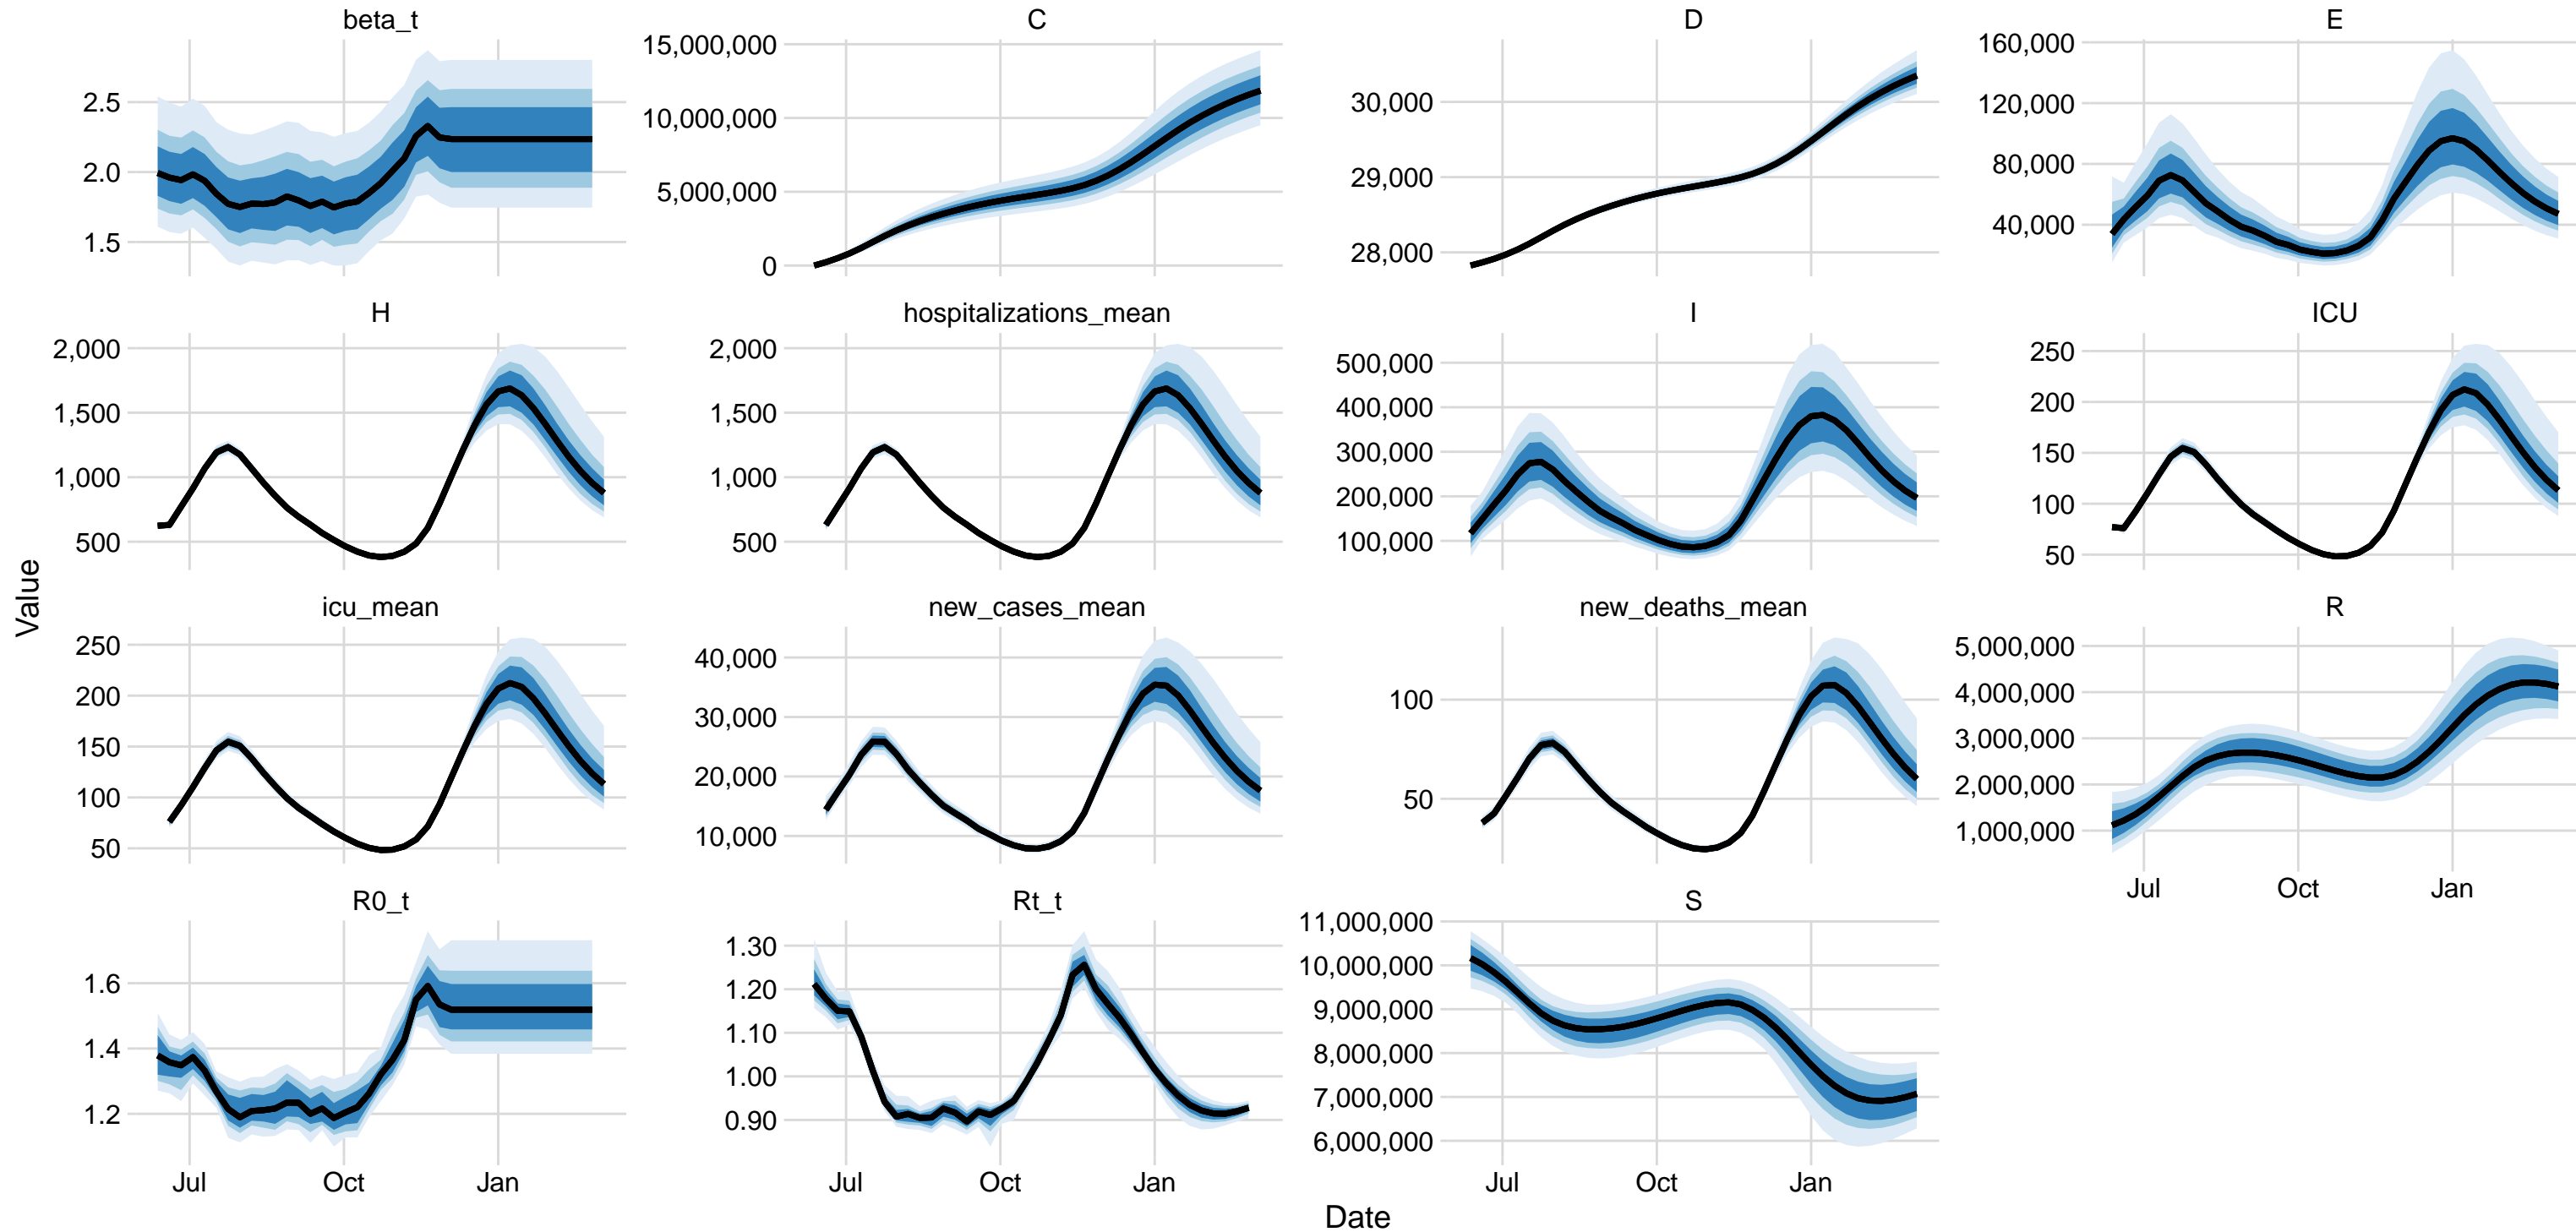 beta_t
2.5
2.0
1.5
C
15,000,000
10,000,000
5,000,000
0
D
30,000
29,000
28,000
E
160,000
120,000
80,000
40,000
H
2,000
1,500
1,000
500
hospitalizations_mean
2,000
1,500
1,000
500
I
500,000
400,000
300,000
200,000
100,000
ICU
250
200
150
100
50
Value
icu_mean
250
200
150
100
50
new_cases_mean
40,000
30,000
20,000
10,000
new_deaths_mean
100
50
R
5,000,000
4,000,000
3,000,000
2,000,000
1,000,000
Jul Oct Jan
R0_t
1.6
1.4
1.2
Jul Oct Jan
Rt_t
1.30
1.20
1.10
1.00
0.90
Jul Oct Jan
S
11,000,000
10,000,000
9,000,000
8,000,000
7,000,000
6,000,000
Jul Oct Jan
Date